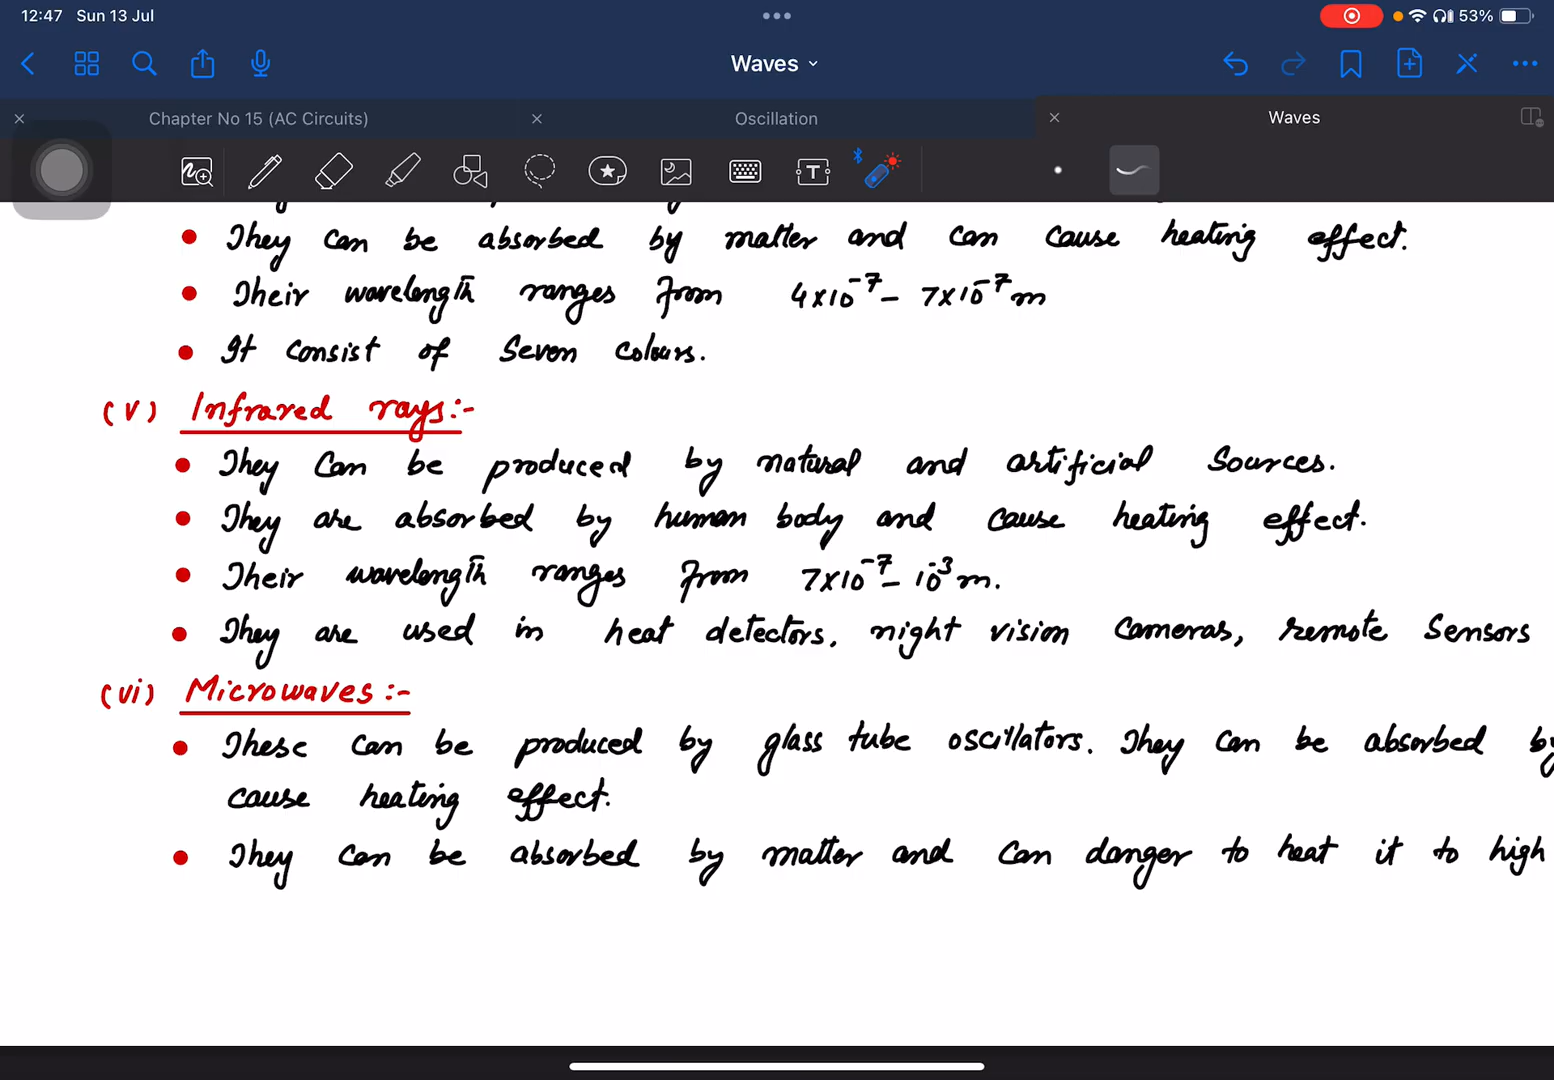 12:47 Sun 13 Jul
53%
Waves
Chapter No 15 (AC Circuits)
Oscillation
Waves
They can be absorbed by matter and can cause heating effect.
Their wavelength ranges from 4x10⁻⁷ – 7x10⁻⁷ m
It consist of Seven colours.
(v) Infrared rays:-
They can be produced by natural and artificial sources.
They are absorbed by human body and cause heating effect.
Their wavelength ranges from 7x10⁻⁷ – 10⁻³ m.
They are used in heat detectors. night vision cameras, remote sensors
(vi) Microwaves:-
These can be produced by glass tube oscillators. They can be absorbed by
cause heating effect.
They can be absorbed by matter and can danger to heat it to high